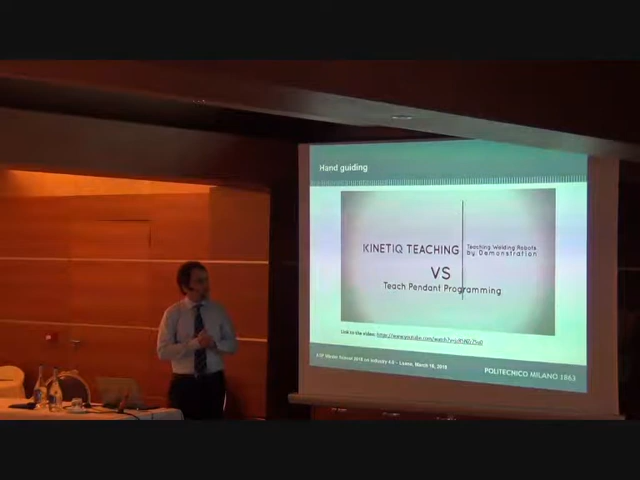 Hand guiding
KINETIQ TEACHING
Teaching Welding Robots
by Demonstration
VS
Teach Pendant Programming
Link to the video:
POLITECNICO MILANO 1863